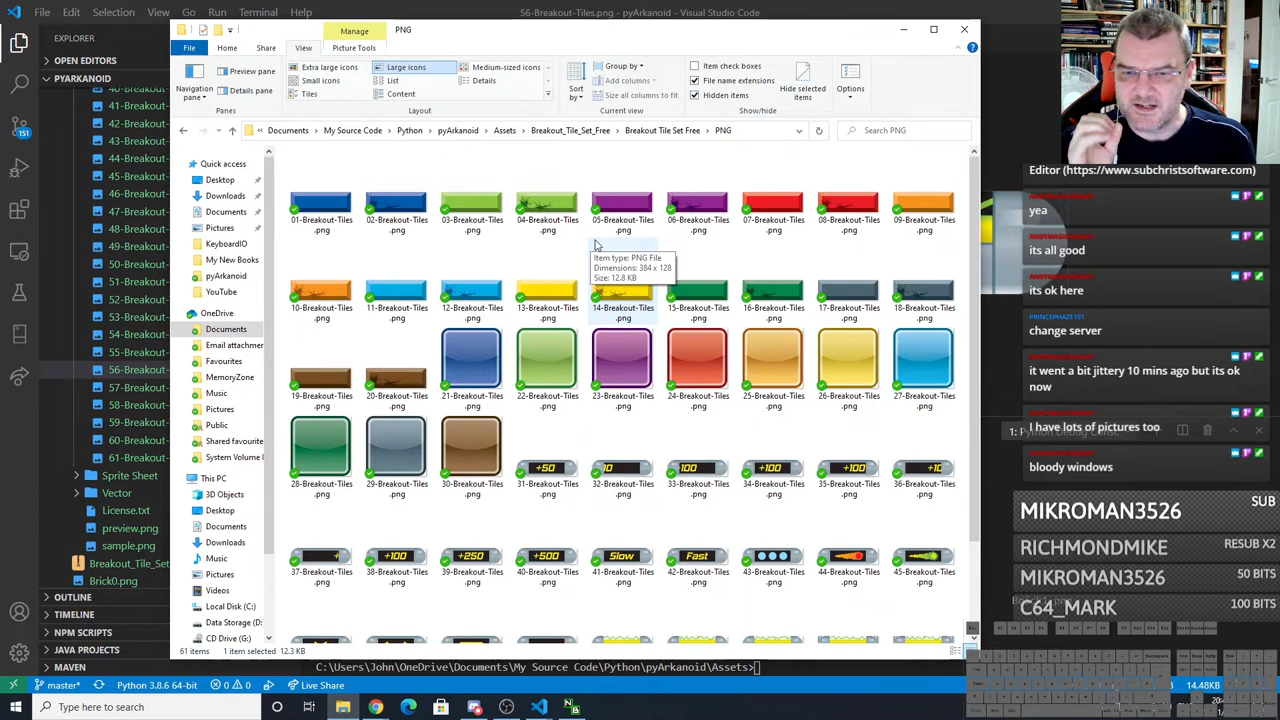 56-Breakout-Tiles.png - pyArkanoid - Visual Studio Code
Manage
PNG
File
Home
Share
View
Picture Tools
Navigation pane
Preview pane
Details pane
Panes
Extra large icons
Large icons
Medium-sized icons
Small icons
List
Details
Tiles
Content
Layout
Sort by
Group by
Add columns
Size all columns to fit
Current view
Item check boxes
File name extensions
Hidden items
Hide selected items
Show/hide
Options
« Documents > My Source Code > Python > pyArkanoid > Assets > Breakout_Tile_Set_Free > Breakout Tile Set Free > PNG
Search PNG
EXPLORER
OPEN EDITORS
PYARKANOID
41-Breakout-
42-Breakout-
43-Breakout-
44-Breakout-
45-Breakout-
46-Breakout-
47-Breakout-
48-Breakout-
49-Breakout-
50-Breakout-
51-Breakout-
52-Breakout-
53-Breakout-
54-Breakout-
55-Breakout-
56-Breakout-
57-Breakout-
58-Breakout-
59-Breakout-
60-Breakout-
61-Breakout-
Sprite Sheet
Vector
License.txt
preview.png
sample.png
Breakout_Tile_Set
Brick0.png
OUTLINE
TIMELINE
NPM SCRIPTS
JAVA PROJECTS
MAVEN
151
Quick access
Desktop
Downloads
Documents
Pictures
KeyboardIO
My New Books
pyArkanoid
YouTube
OneDrive
Documents
Email attachmen
Favourites
MemoryZone
Music
Pictures
Public
Shared favourite
System Volume I
This PC
3D Objects
Desktop
Documents
Downloads
Music
Pictures
Videos
Local Disk (C:)
Data Storage (D:
CD Drive (G:)
01-Breakout-Tiles.png
02-Breakout-Tiles.png
03-Breakout-Tiles.png
04-Breakout-Tiles.png
05-Breakout-Tiles.png
06-Breakout-Tiles.png
07-Breakout-Tiles.png
08-Breakout-Tiles.png
09-Breakout-Tiles.png
Item type: PNG File
Dimensions: 384 x 128
Size: 12.8 KB
10-Breakout-Tiles.png
11-Breakout-Tiles.png
12-Breakout-Tiles.png
13-Breakout-Tiles.png
14-Breakout-Tiles.png
15-Breakout-Tiles.png
16-Breakout-Tiles.png
17-Breakout-Tiles.png
18-Breakout-Tiles.png
19-Breakout-Tiles.png
20-Breakout-Tiles.png
21-Breakout-Tiles.png
22-Breakout-Tiles.png
23-Breakout-Tiles.png
24-Breakout-Tiles.png
25-Breakout-Tiles.png
26-Breakout-Tiles.png
27-Breakout-Tiles.png
+50
+100
+100
28-Breakout-Tiles.png
29-Breakout-Tiles.png
30-Breakout-Tiles.png
31-Breakout-Tiles.png
32-Breakout-Tiles.png
33-Breakout-Tiles.png
34-Breakout-Tiles.png
35-Breakout-Tiles.png
36-Breakout-Tiles.png
+100
+250
+500
Slow
Fast
37-Breakout-Tiles.png
38-Breakout-Tiles.png
39-Breakout-Tiles.png
40-Breakout-Tiles.png
41-Breakout-Tiles.png
42-Breakout-Tiles.png
43-Breakout-Tiles.png
44-Breakout-Tiles.png
45-Breakout-Tiles.png
61 items
1 item selected 12.3 KB
C:\Users\John\OneDrive\Documents\My Source Code\Python\pyArkanoid\Assets>
Editor (https://www.subchristsoftware.com)
yea
its all good
its ok here
PRINCEPHAZE101
change server
it went a bit jittery 10 mins ago but its ok now
I have lots of pictures too
bloody windows
MIKROMAN3526 SUB
RICHMONDMIKE RESUB X2
MIKROMAN3526 50 BITS
C64_MARK 100 BITS
master*
Python 3.8.6 64-bit
0
0
Live Share
14.48KB
Type here to search